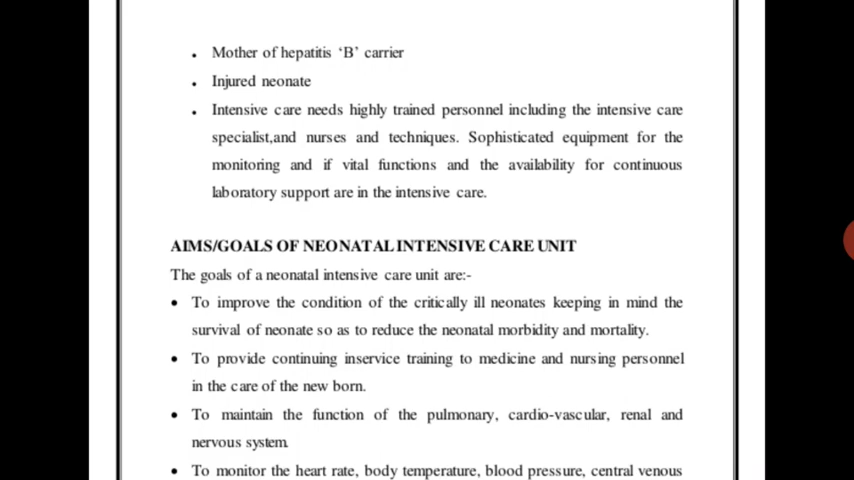 • Mother of hepatitis ‘B’ carrier
• Injured neonate
• Intensive care needs highly trained personnel including the intensive care
specialist,and nurses and techniques. Sophisticated equipment for the
monitoring and if vital functions and the availability for continuous
laboratory support are in the intensive care.
AIMS/GOALS OF NEONATAL INTENSIVE CARE UNIT
The goals of a neonatal intensive care unit are:-
• To improve the condition of the critically ill neonates keeping in mind the
survival of neonate so as to reduce the neonatal morbidity and mortality.
• To provide continuing inservice training to medicine and nursing personnel
in the care of the new born.
• To maintain the function of the pulmonary, cardio-vascular, renal and
nervous system.
• To monitor the heart rate, body temperature, blood pressure, central venous